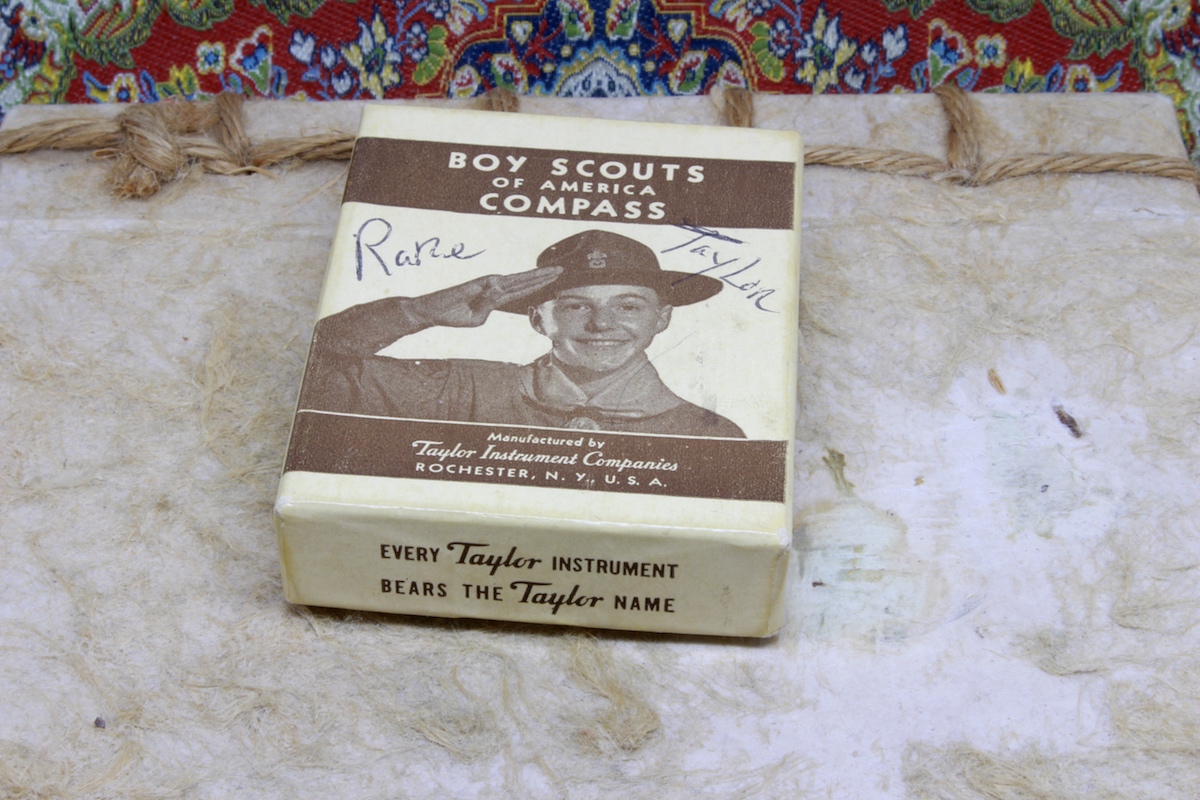 BOY SCOUTS
OF AMERICA
COMPASS
Taylor
Manufactured by
Taylor Instrument Companies
ROCHESTER, N. Y., U. S. A.
EVERY Taylor INSTRUMENT
BEARS THE Taylor NAME